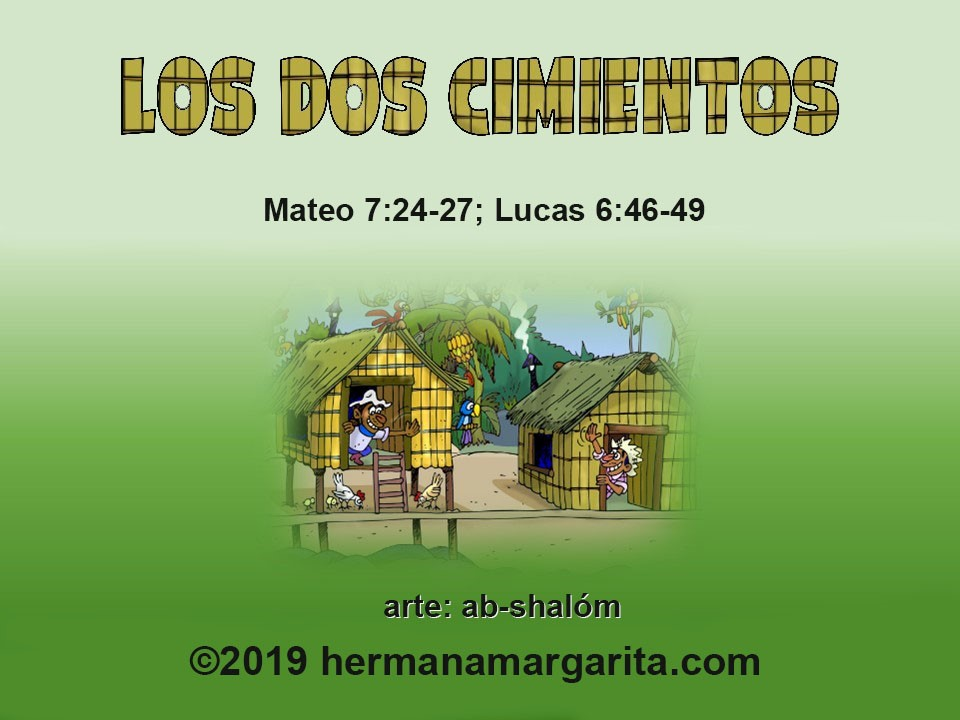 LOS DOS CIMIENTOS
Mateo 7:24-27; Lucas 6:46-49
arte: ab-shalóm
©2019 hermanamargarita.com